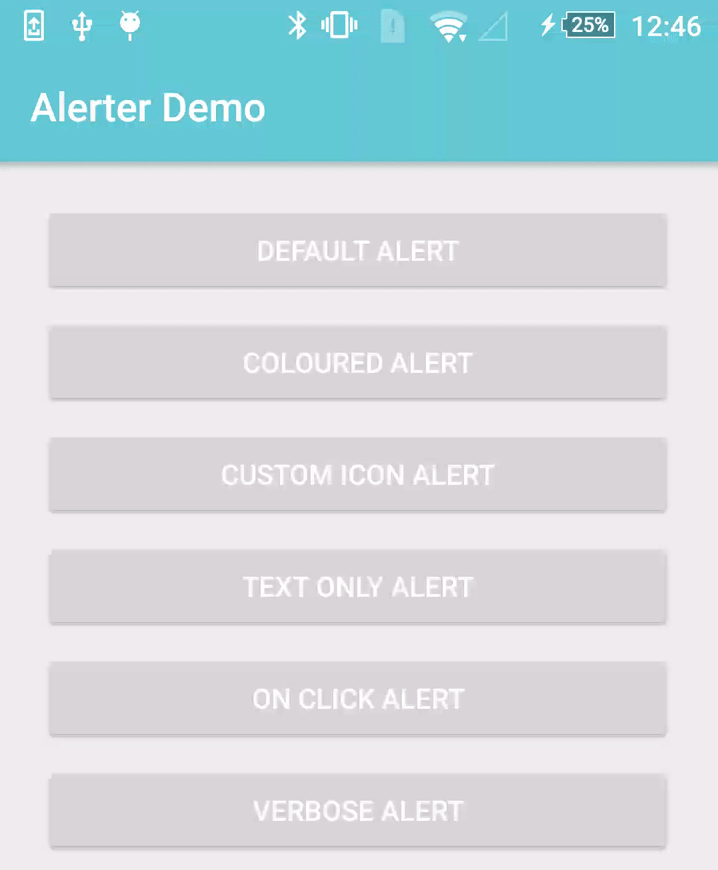 25% 12:46
Alerter Demo
DEFAULT ALERT
COLOURED ALERT
CUSTOM ICON ALERT
TEXT ONLY ALERT
ON CLICK ALERT
VERBOSE ALERT